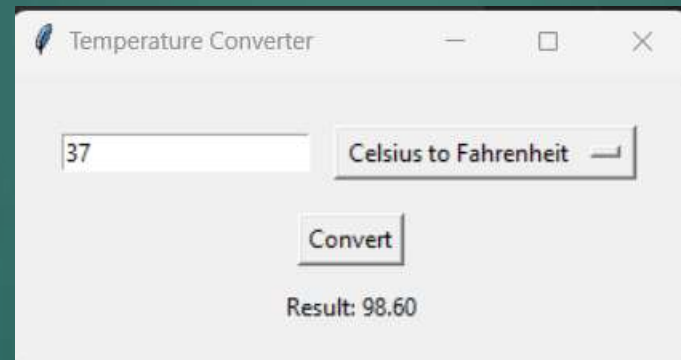 Temperature Converter
37 Celsius to Fahrenheit
Convert
Result: 98.60